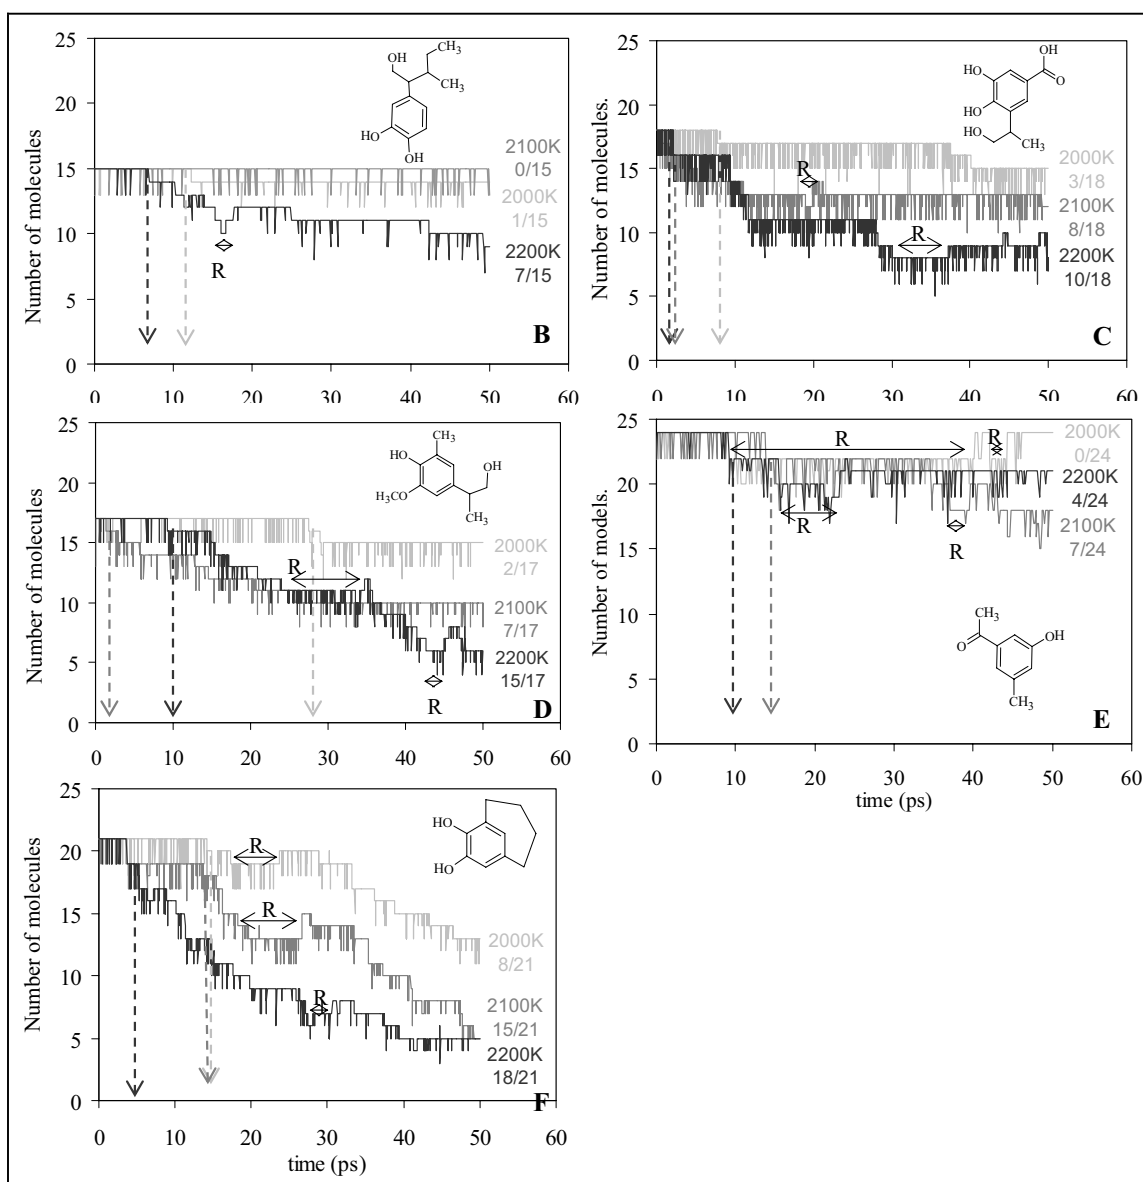 Number of molecules
25
20
15
10
5
0
0
10
20
30
40
50
60
CH3
OH
CH3
HO
OH
2100K
0/15
2000K
1/15
2200K
7/15
R
B
Number of molecules.
25
20
15
10
5
0
0
10
20
30
40
50
60
OH
HO
O
HO
HO
CH3
2000K
3/18
R
2100K
8/18
R
2200K
10/18
C
Number of molecules
25
20
15
10
5
0
0
10
20
30
40
50
60
CH3
HO
OH
H3CO
CH3
2000K
2/17
R
2100K
7/17
2200K
15/17
R
D
Number of models.
25
20
15
10
5
0
0
10
20
30
40
50
60
time (ps)
R
R
2000K
0/24
2200K
4/24
R
2100K
7/24
R
CH3
O
OH
CH3
E
Number of molecules
25
20
15
10
5
0
0
10
20
30
40
50
60
time (ps)
HO
HO
R
R
2000K
8/21
R
2100K
15/21
2200K
18/21
F